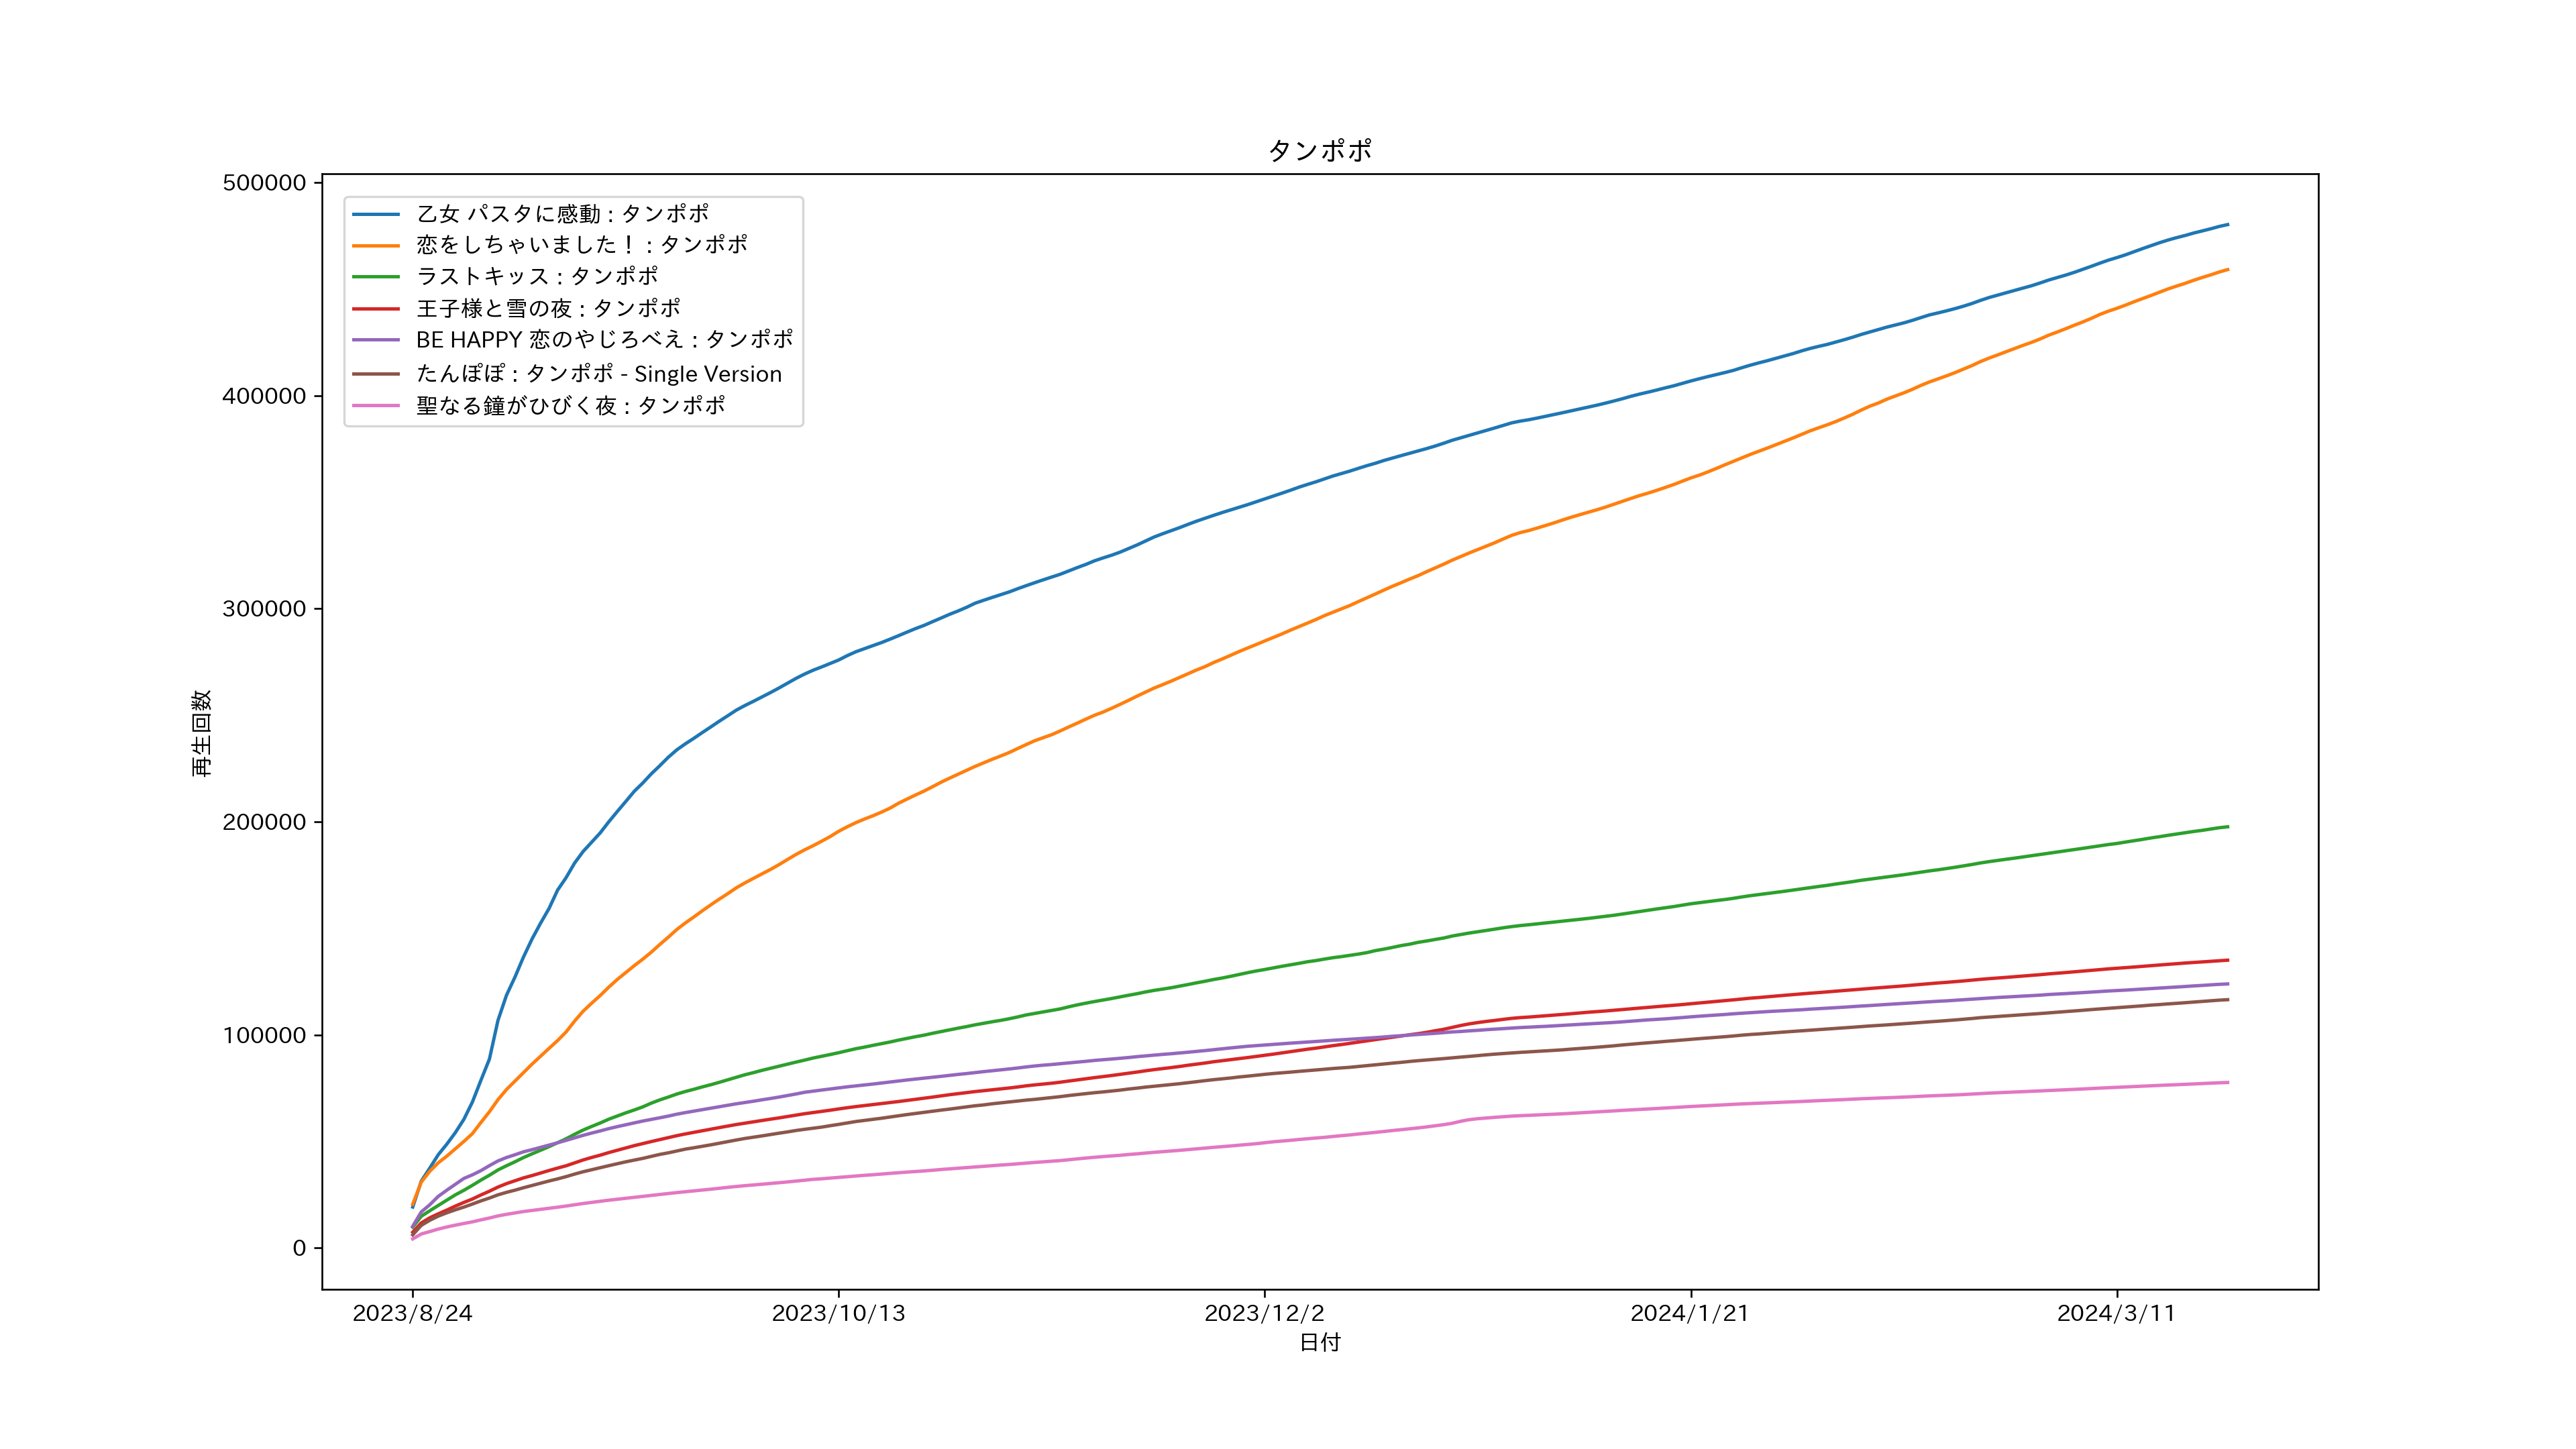 タンポポ
500000
400000
300000
200000
100000
0
再生回数
乙女 パスタに感動 : タンポポ
恋をしちゃいました！ : タンポポ
ラストキッス : タンポポ
王子様と雪の夜 : タンポポ
BE HAPPY 恋のやじろべえ : タンポポ
たんぽぽ : タンポポ - Single Version
聖なる鐘がひびく夜 : タンポポ
2023/8/24 2023/10/13 2023/12/2 2024/1/21 2024/3/11
日付